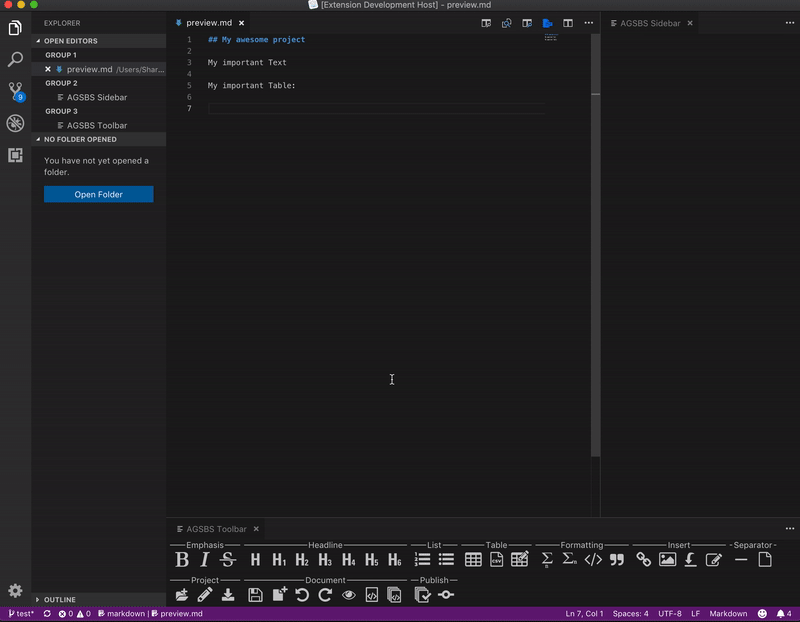 [Extension Development Host] - preview.md
EXPLORER
OPEN EDITORS
GROUP 1
preview.md /Users/Shar...
GROUP 2
AGSBS Sidebar
GROUP 3
AGSBS Toolbar
NO FOLDER OPENED
You have not yet opened a
folder.
Open Folder
OUTLINE
9
preview.md
1 ## My awesome project
2
3 My important Text
4
5 My important Table:
6
7
AGSBS Sidebar
AGSBS Toolbar
Emphasis Headline List Table Formatting Insert Separator
B I S H H1 H2 H3 H4 H5 H6
Project Document Publish
test* 0 0 markdown | preview.md Ln 7, Col 1 Spaces: 4 UTF-8 LF Markdown 4